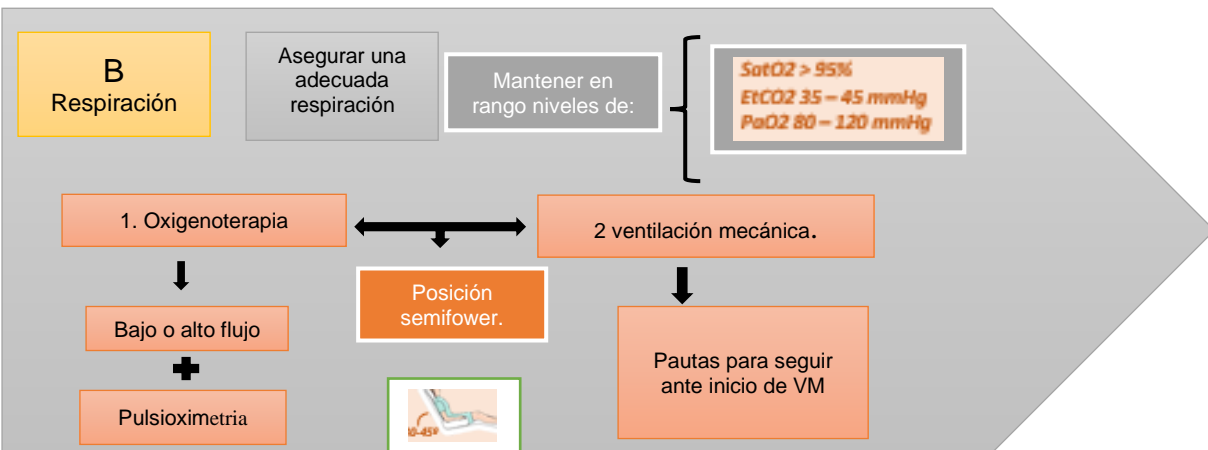 B
Respiración
Asegurar una
adecuada
respiración
Mantener en
rango niveles de:
SatO2 > 95%
EtCO2 35 – 45 mmHg
PaO2 80 – 120 mmHg
1. Oxigenoterapia
2 ventilación mecánica.
Posición
semifower.
Bajo o alto flujo
Pulsioximetria
Pautas para seguir
ante inicio de VM